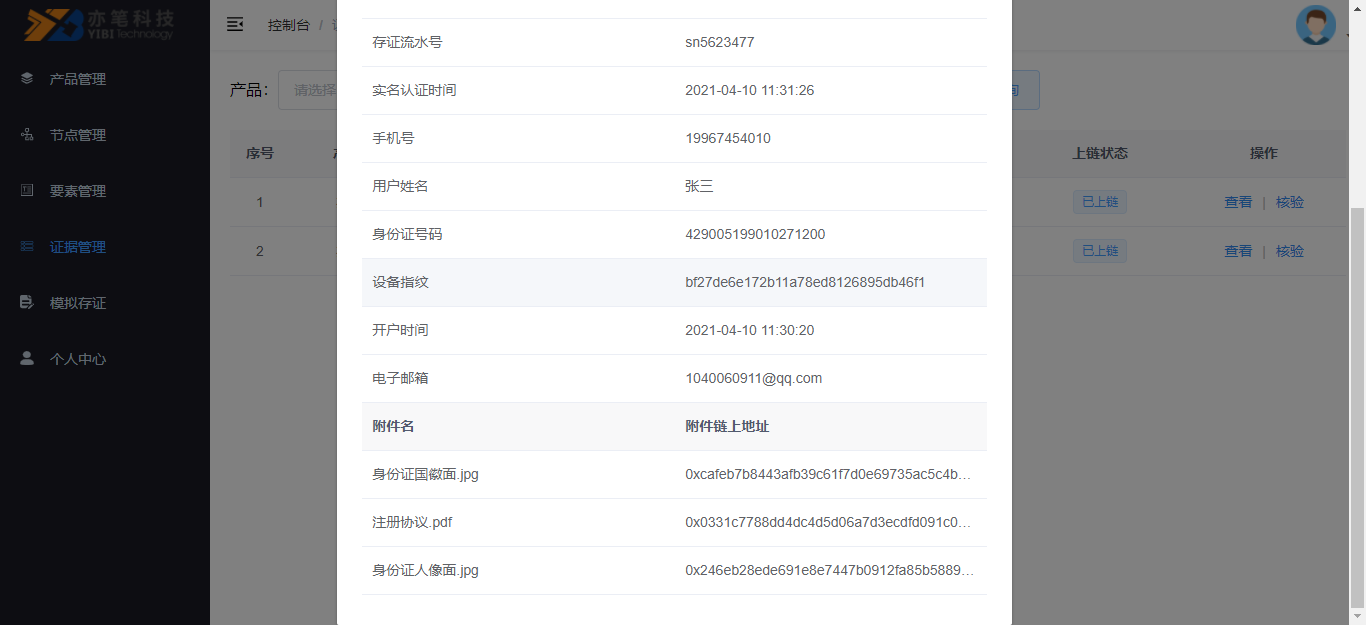 亦笔科技
YIBI Technology
控制台 /
产品管理
节点管理
要素管理
证据管理
模拟存证
个人中心
产品：
请选择
序号
上链状态
操作
1
已上链
查看 | 核验
2
已上链
查看 | 核验
存证流水号 sn5623477
实名认证时间 2021-04-10 11:31:26
手机号 19967454010
用户姓名 张三
身份证号码 429005199010271200
设备指纹 bf27de6e172b11a78ed8126895db46f1
开户时间 2021-04-10 11:30:20
电子邮箱 1040060911@qq.com
附件名 附件链上地址
身份证国徽面.jpg 0xcafeb7b8443afb39c61f7d0e69735ac5c4b...
注册协议.pdf 0x0331c7788dd4dc4d5d06a7d3ecdfd091c0...
身份证人像面.jpg 0x246eb28ede691e8e7447b0912fa85b5889...